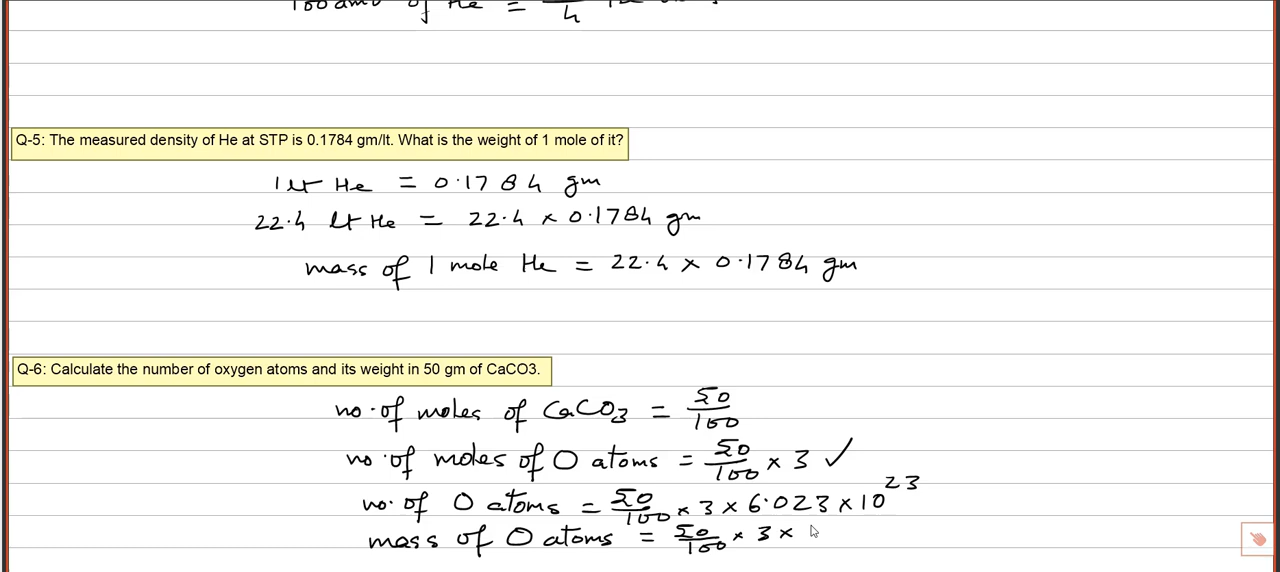 100 amu of He =
Q-5: The measured density of He at STP is 0.1784 gm/lt. What is the weight of 1 mole of it?
1 lt He = 0.1784 gm
22.4 lt He = 22.4 × 0.1784 gm
mass of 1 mole He = 22.4 × 0.1784 gm
Q-6: Calculate the number of oxygen atoms and its weight in 50 gm of CaCO3.
no. of moles of CaCO3 = 50/100
no. of moles of O atoms = 50/100 × 3 ✓
no. of O atoms = 50/100 × 3 × 6.023 × 10^23
mass of O atoms = 50/100 × 3 ×